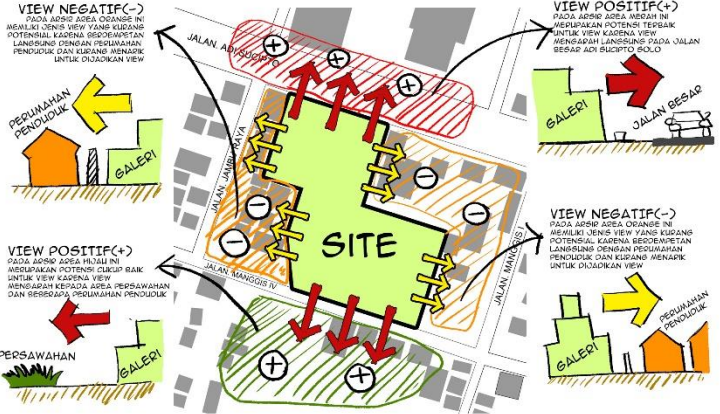 VIEW NEGATIF(-)
PADA ARSIR AREA ORANGE INI
MEMILIKI JENIS VIEW YANG KURANG
POTENSIAL KARENA BERDEMPETAN
LANGSUNG DENGAN PERUMAHAN
PENDUDUK DAN KURANG MENARIK
UNTUK DIJADIKAN VIEW
PERUMAHAN
PENDUDUK
GALERI
VIEW POSITIF(+)
PADA ARSIR AREA MERAH INI
MERUPAKAN POTENSI TERBAIK
UNTUK VIEW KARENA VIEW
MENGARAH LANGSUNG PADA JALAN
BESAR ADI SUCIPTO SOLO
GALERI
JALAN BESAR
JALAN. ADI SUCIPTO
JALAN. JAMBU RAYA
JALAN. MANGGIS IV
JALAN. MANGGIS I
SITE
+
+
+
-
-
-
-
+
+
VIEW POSITIF(+)
PADA ARSIR AREA HIJAU INI
MERUPAKAN POTENSI CUKUP BAIK
UNTUK VIEW KARENA VIEW
MENGARAH KEPADA AREA PERSAWAHAN
DAN BEBERAPA PERUMAHAN PENDUDUK
PERSAWAHAN
GALERI
VIEW NEGATIF(-)
PADA ARSIR AREA ORANGE INI
MEMILIKI JENIS VIEW YANG KURANG
POTENSIAL KARENA BERDEMPETAN
LANGSUNG DENGAN PERUMAHAN
PENDUDUK DAN KURANG MENARIK
UNTUK DIJADIKAN VIEW
GALERI
PERUMAHAN
PENDUDUK